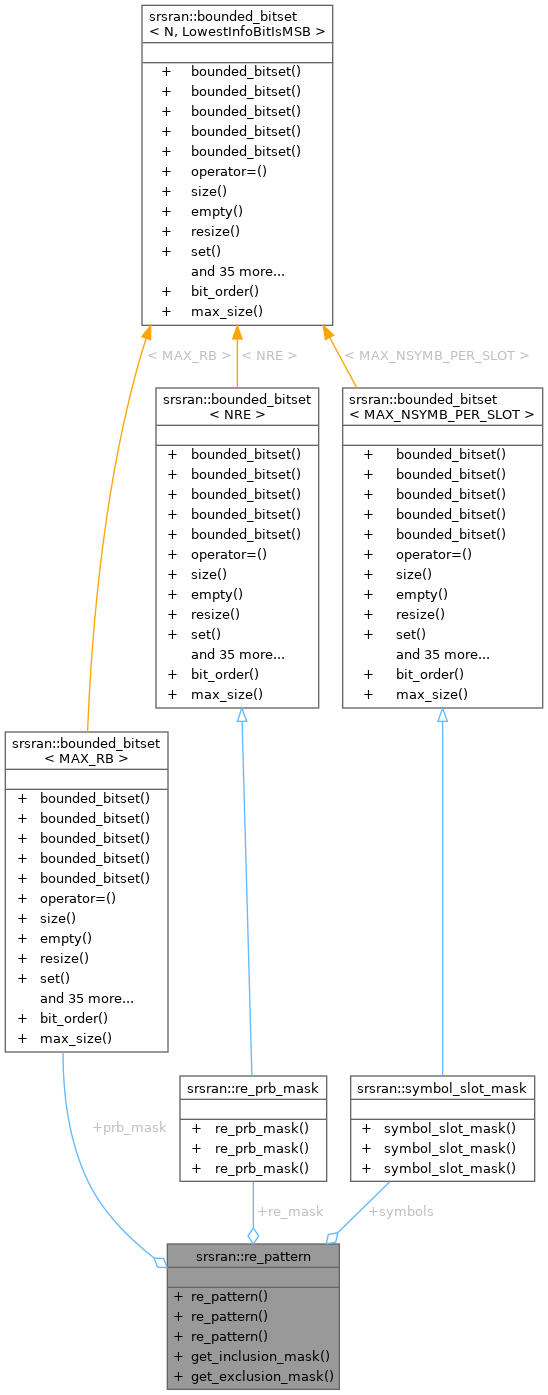 srsran::bounded_bitset
< N, LowestInfoBitIsMSB >
+ bounded_bitset()
+ bounded_bitset()
+ bounded_bitset()
+ bounded_bitset()
+ bounded_bitset()
+ operator=()
+ size()
+ empty()
+ resize()
+ set()
and 35 more...
+ bit_order()
+ max_size()
< MAX_RB >
< NRE >
< MAX_NSYMB_PER_SLOT >
srsran::bounded_bitset
< NRE >
+ bounded_bitset()
+ bounded_bitset()
+ bounded_bitset()
+ bounded_bitset()
+ bounded_bitset()
+ operator=()
+ size()
+ empty()
+ resize()
+ set()
and 35 more...
+ bit_order()
+ max_size()
srsran::bounded_bitset
< MAX_NSYMB_PER_SLOT >
+ bounded_bitset()
+ bounded_bitset()
+ bounded_bitset()
+ bounded_bitset()
+ bounded_bitset()
+ operator=()
+ size()
+ empty()
+ resize()
+ set()
and 35 more...
+ bit_order()
+ max_size()
srsran::bounded_bitset
< MAX_RB >
+ bounded_bitset()
+ bounded_bitset()
+ bounded_bitset()
+ bounded_bitset()
+ bounded_bitset()
+ operator=()
+ size()
+ empty()
+ resize()
+ set()
and 35 more...
+ bit_order()
+ max_size()
srsran::re_prb_mask
+ re_prb_mask()
+ re_prb_mask()
+ re_prb_mask()
srsran::symbol_slot_mask
+ symbol_slot_mask()
+ symbol_slot_mask()
+ symbol_slot_mask()
+prb_mask
+re_mask
+symbols
srsran::re_pattern
+ re_pattern()
+ re_pattern()
+ re_pattern()
+ get_inclusion_mask()
+ get_exclusion_mask()